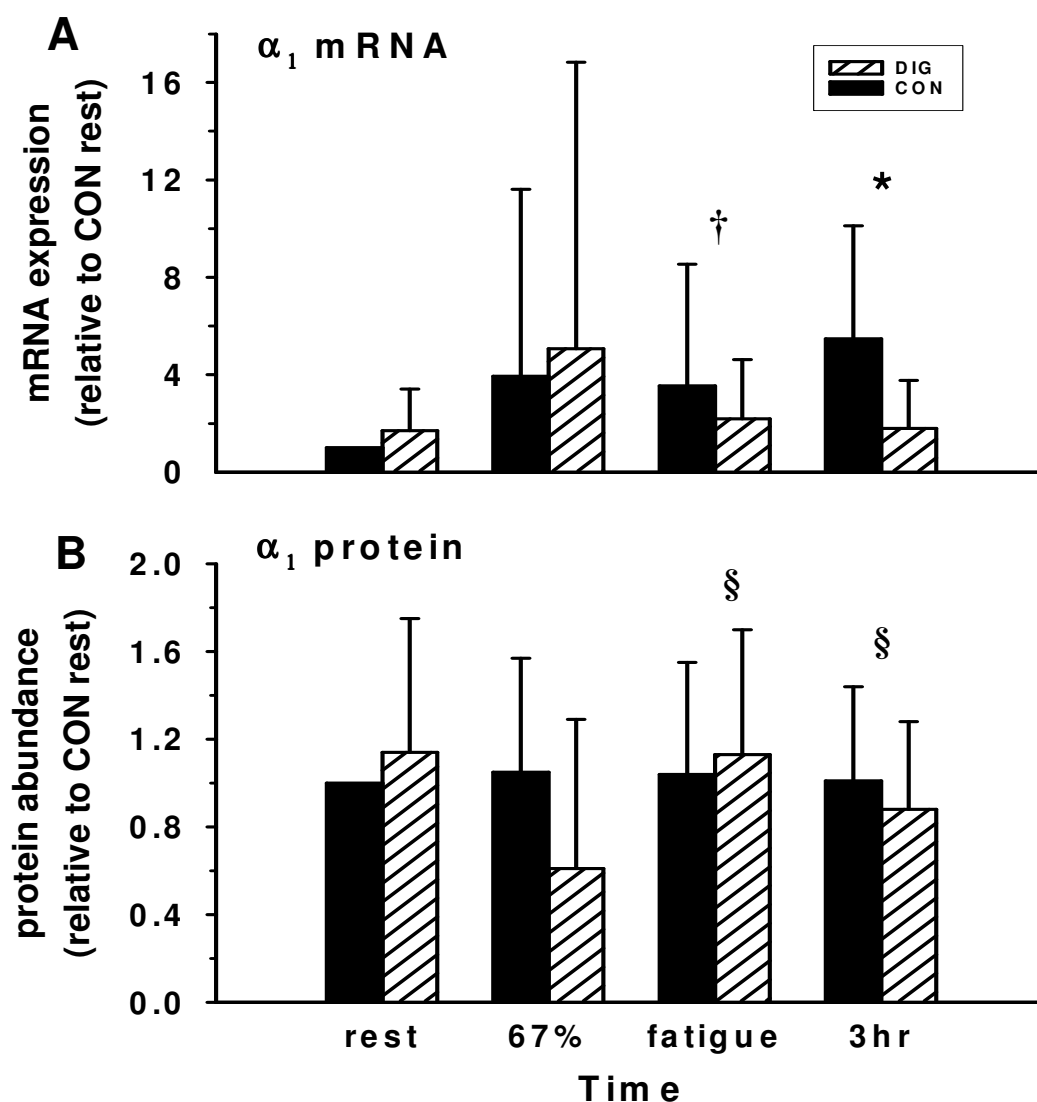 A
α1 mRNA
DIG
CON
mRNA expression
(relative to CON rest)
16
12
8
4
0
†
*
B
α1 protein
protein abundance
(relative to CON rest)
2.0
1.6
1.2
0.8
0.4
0.0
§
§
rest 67% fatigue 3hr
Time